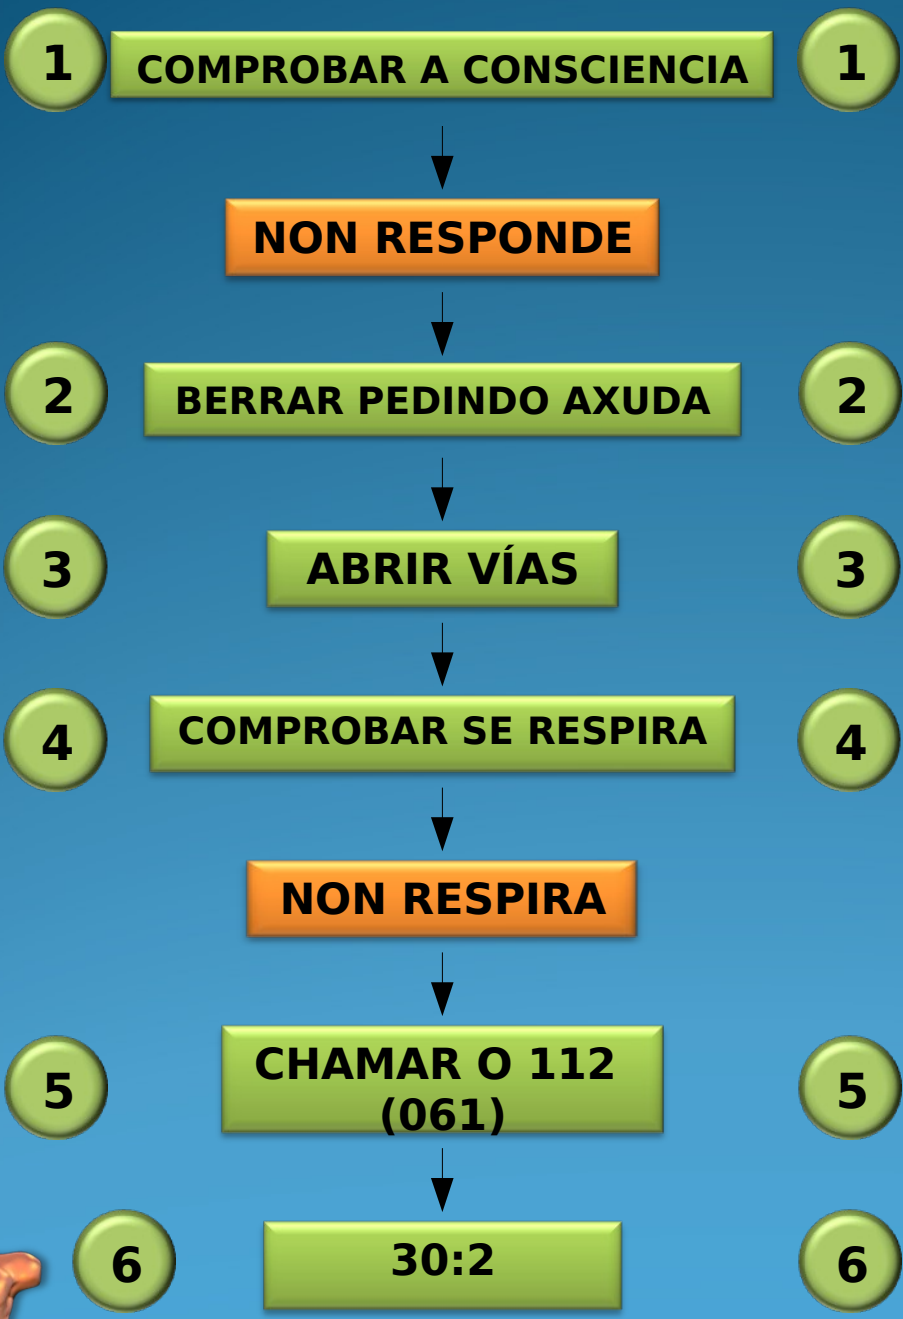 1 COMPROBAR A CONSCIENCIA 1
NON RESPONDE
2 BERRAR PEDINDO AXUDA 2
3 ABRIR VÍAS 3
4 COMPROBAR SE RESPIRA 4
NON RESPIRA
5 CHAMAR O 112 5
(061)
6 30:2 6